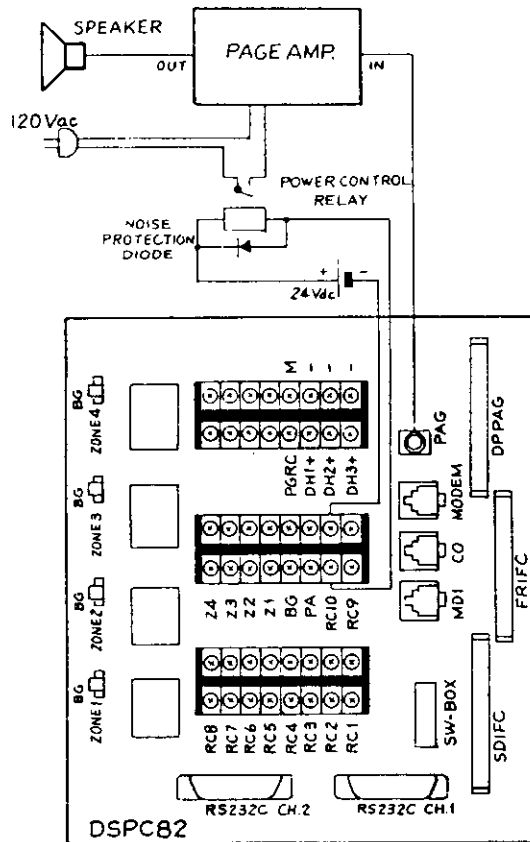 SPEAKER
OUT
PAGE AMP.
IN
120Vac
POWER CONTROL
RELAY
NOISE
PROTECTION
DIODE
+
-
24Vdc
BG
ZONE4
BG
ZONE3
BG
ZONE2
BG
ZONE1
M
-
-
-
PGRC
DH1+
DH2+
DH3+
Z4
Z3
Z2
Z1
BG
PA
RC10
RC9
RC8
RC7
RC6
RC5
RC4
RC3
RC2
RC1
PAG
MODEM
CO
MDI
SW-BOX
DPPAG
FRIFC
SDIFC
RS232C CH.2
RS232C CH.1
DSPC82